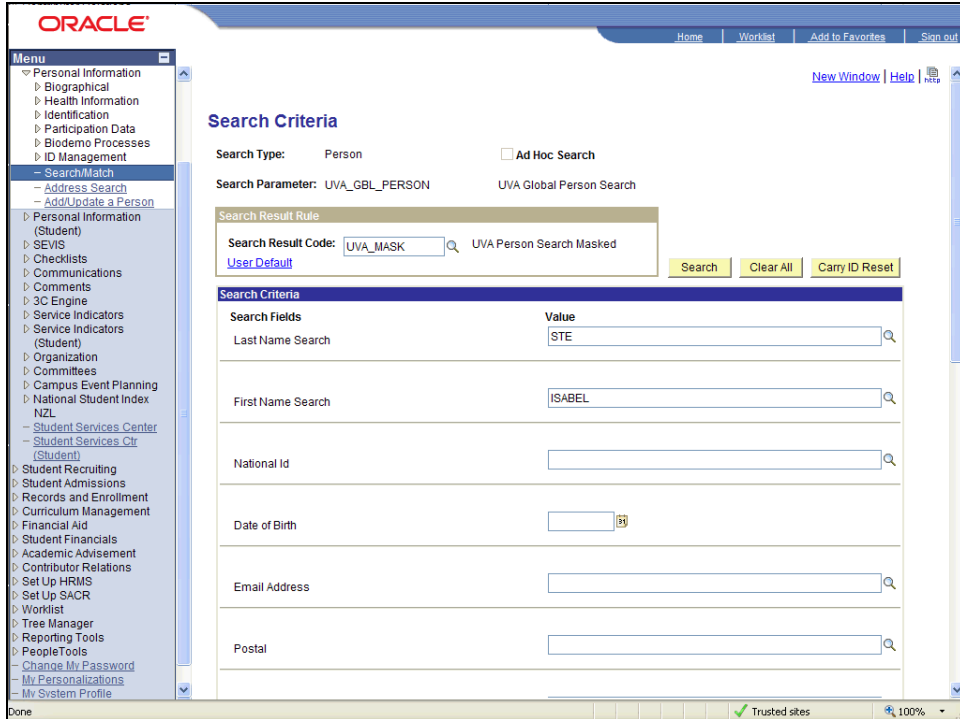 ORACLE
Home Worklist Add to Favorites Sign out
Menu
Personal Information
Biographical
Health Information
Identification
Participation Data
Biodemo Processes
ID Management
– Search/Match
– Address Search
– Add/Update a Person
Personal Information
(Student)
SEVIS
Checklists
Communications
Comments
3C Engine
Service Indicators
Service Indicators
(Student)
Organization
Committees
Campus Event Planning
National Student Index
NZL
– Student Services Center
– Student Services Ctr
(Student)
Student Recruiting
Student Admissions
Records and Enrollment
Curriculum Management
Financial Aid
Student Financials
Academic Advisement
Contributor Relations
Set Up HRMS
Set Up SACR
Worklist
Tree Manager
Reporting Tools
PeopleTools
– Change My Password
– My Personalizations
– My System Profile
New Window | Help | http
Search Criteria
Search Type: Person Ad Hoc Search
Search Parameter: UVA_GBL_PERSON UVA Global Person Search
Search Result Rule
Search Result Code: UVA_MASK UVA Person Search Masked
User Default
Search Clear All Carry ID Reset
Search Criteria
Search Fields Value
Last Name Search STE
First Name Search ISABEL
National Id
Date of Birth 31
Email Address
Postal
Done Trusted sites 100%